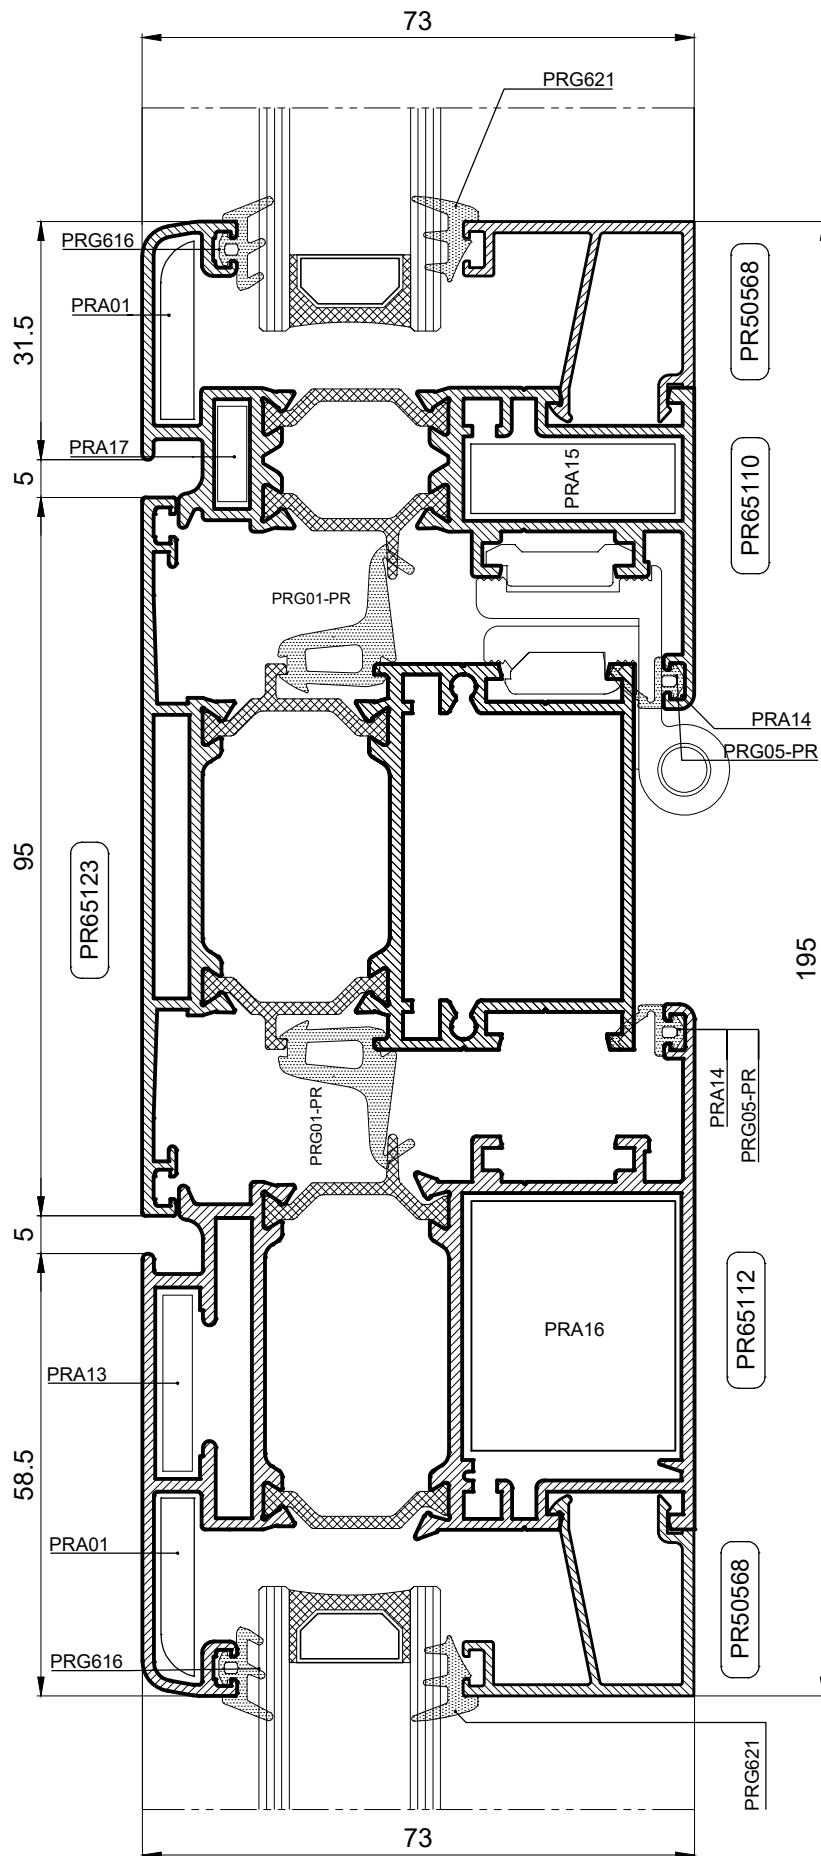 73
PRG621
PRG616
PR50568
PRA01
31.5
PRA17
PRA15
PR65110
5
PRG01-PR
PRA14
PRG05-PR
95
PR65123
195
PRA14
PRG05-PR
PRG01-PR
5
PR65112
PRA16
PRA13
58.5
PRA01
PR50568
PRG616
PRG621
73